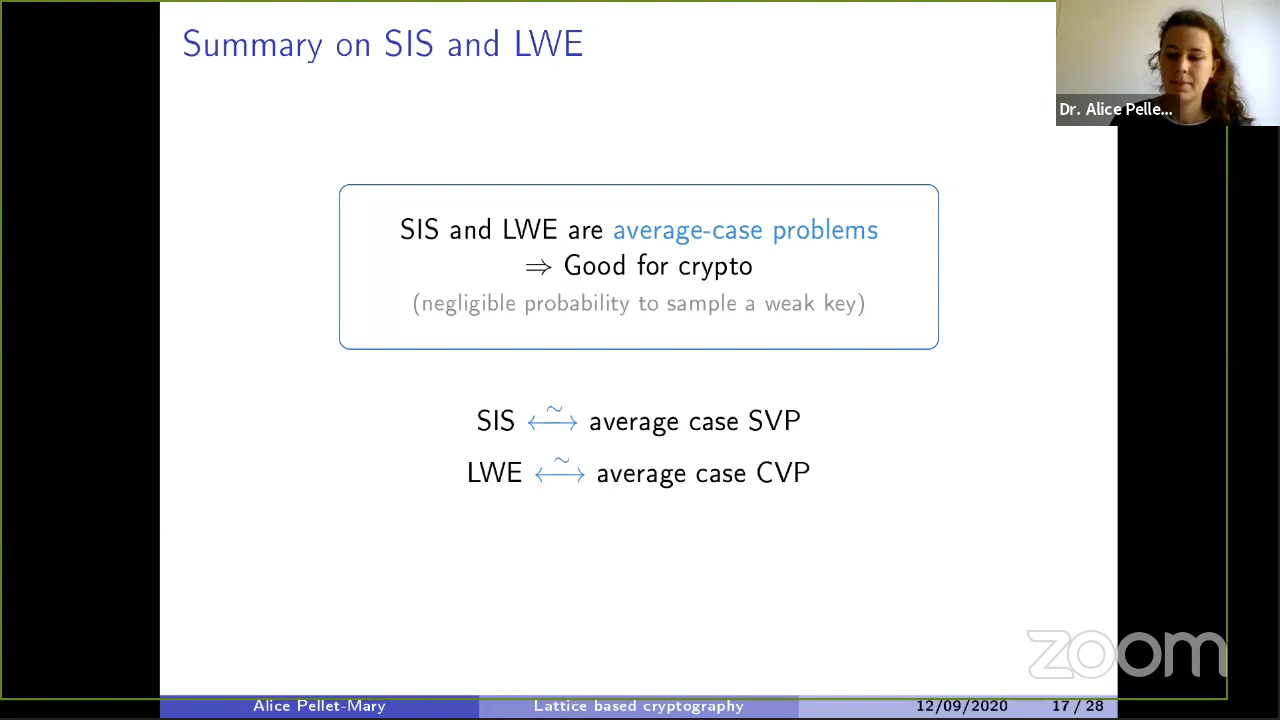 Summary on SIS and LWE
Dr. Alice Pelle...
SIS and LWE are average-case problems
⇒ Good for crypto
(negligible probability to sample a weak key)
SIS ⟷̃ average case SVP
LWE ⟷̃ average case CVP
zoom
Alice Pellet-Mary Lattice based cryptography 12/09/2020 17 / 28